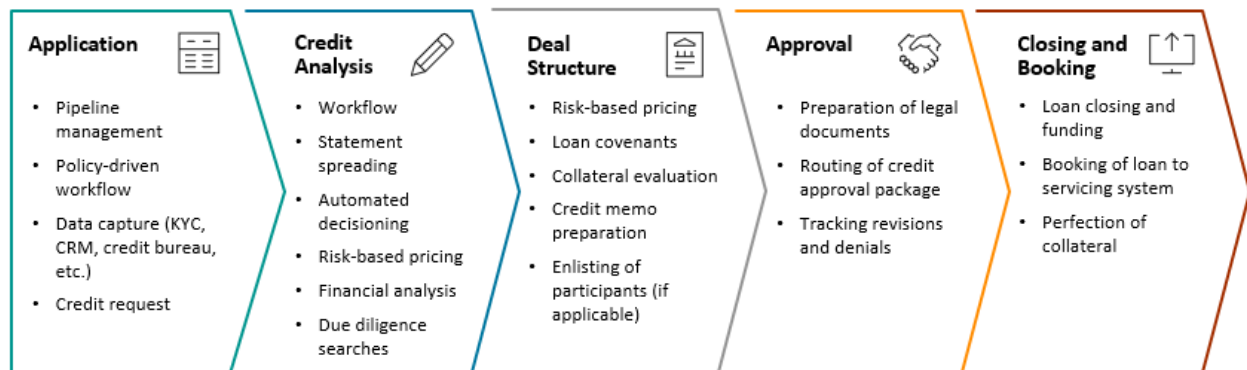 Application
• Pipeline
management
• Policy-driven
workflow
• Data capture (KYC,
CRM, credit bureau,
etc.)
• Credit request
Credit
Analysis
• Workflow
• Statement
spreading
• Automated
decisioning
• Risk-based pricing
• Financial analysis
• Due diligence
searches
Deal
Structure
• Risk-based pricing
• Loan covenants
• Collateral evaluation
• Credit memo
preparation
• Enlisting of
participants (if
applicable)
Approval
• Preparation of legal
documents
• Routing of credit
approval package
• Tracking revisions
and denials
Closing and
Booking
• Loan closing and
funding
• Booking of loan to
servicing system
• Perfection of
collateral